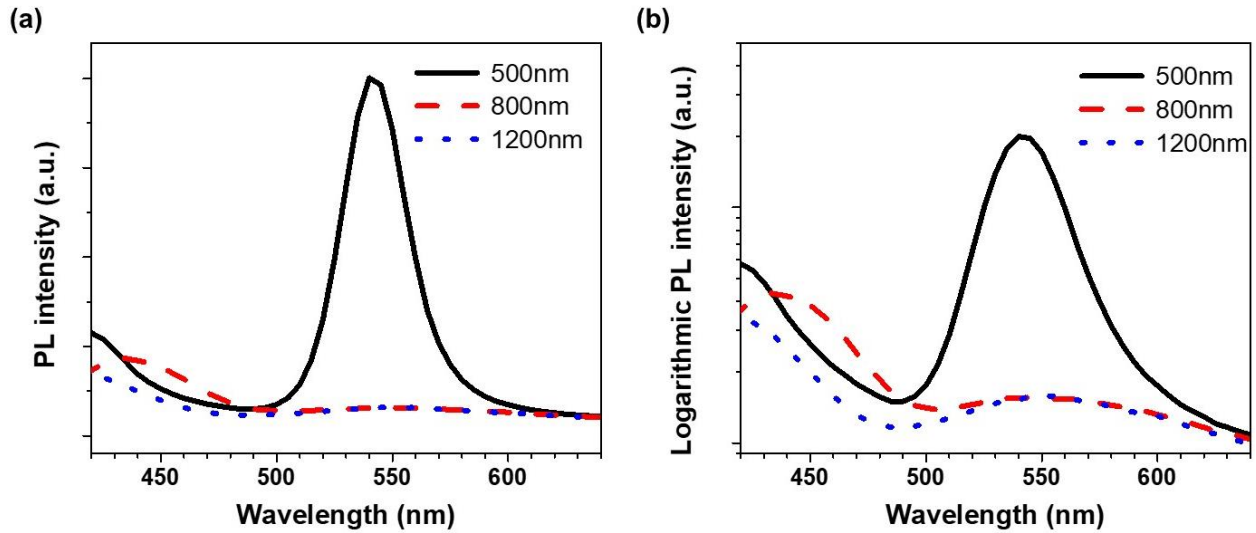 (a)
PL intensity (a.u.)
500nm
800nm
1200nm
450
500
550
600
Wavelength (nm)
(b)
Logarithmic PL intensity (a.u.)
500nm
800nm
1200nm
450
500
550
600
Wavelength (nm)